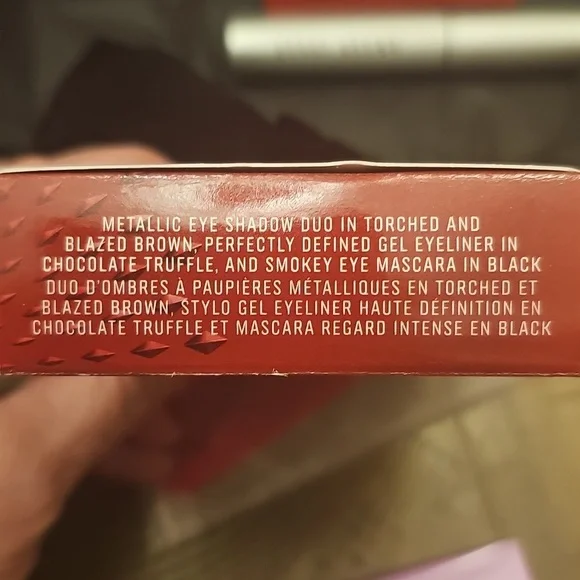 METALLIC EYE SHADOW DUO IN TORCHED AND
BLAZED BROWN, PERFECTLY DEFINED GEL EYELINER IN
CHOCOLATE TRUFFLE, AND SMOKEY EYE MASCARA IN BLACK
DUO D'OMBRES À PAUPIÈRES MÉTALLIQUES EN TORCHED ET
BLAZED BROWN, STYLO GEL EYELINER HAUTE DÉFINITION EN
CHOCOLATE TRUFFLE ET MASCARA REGARD INTENSE EN BLACK